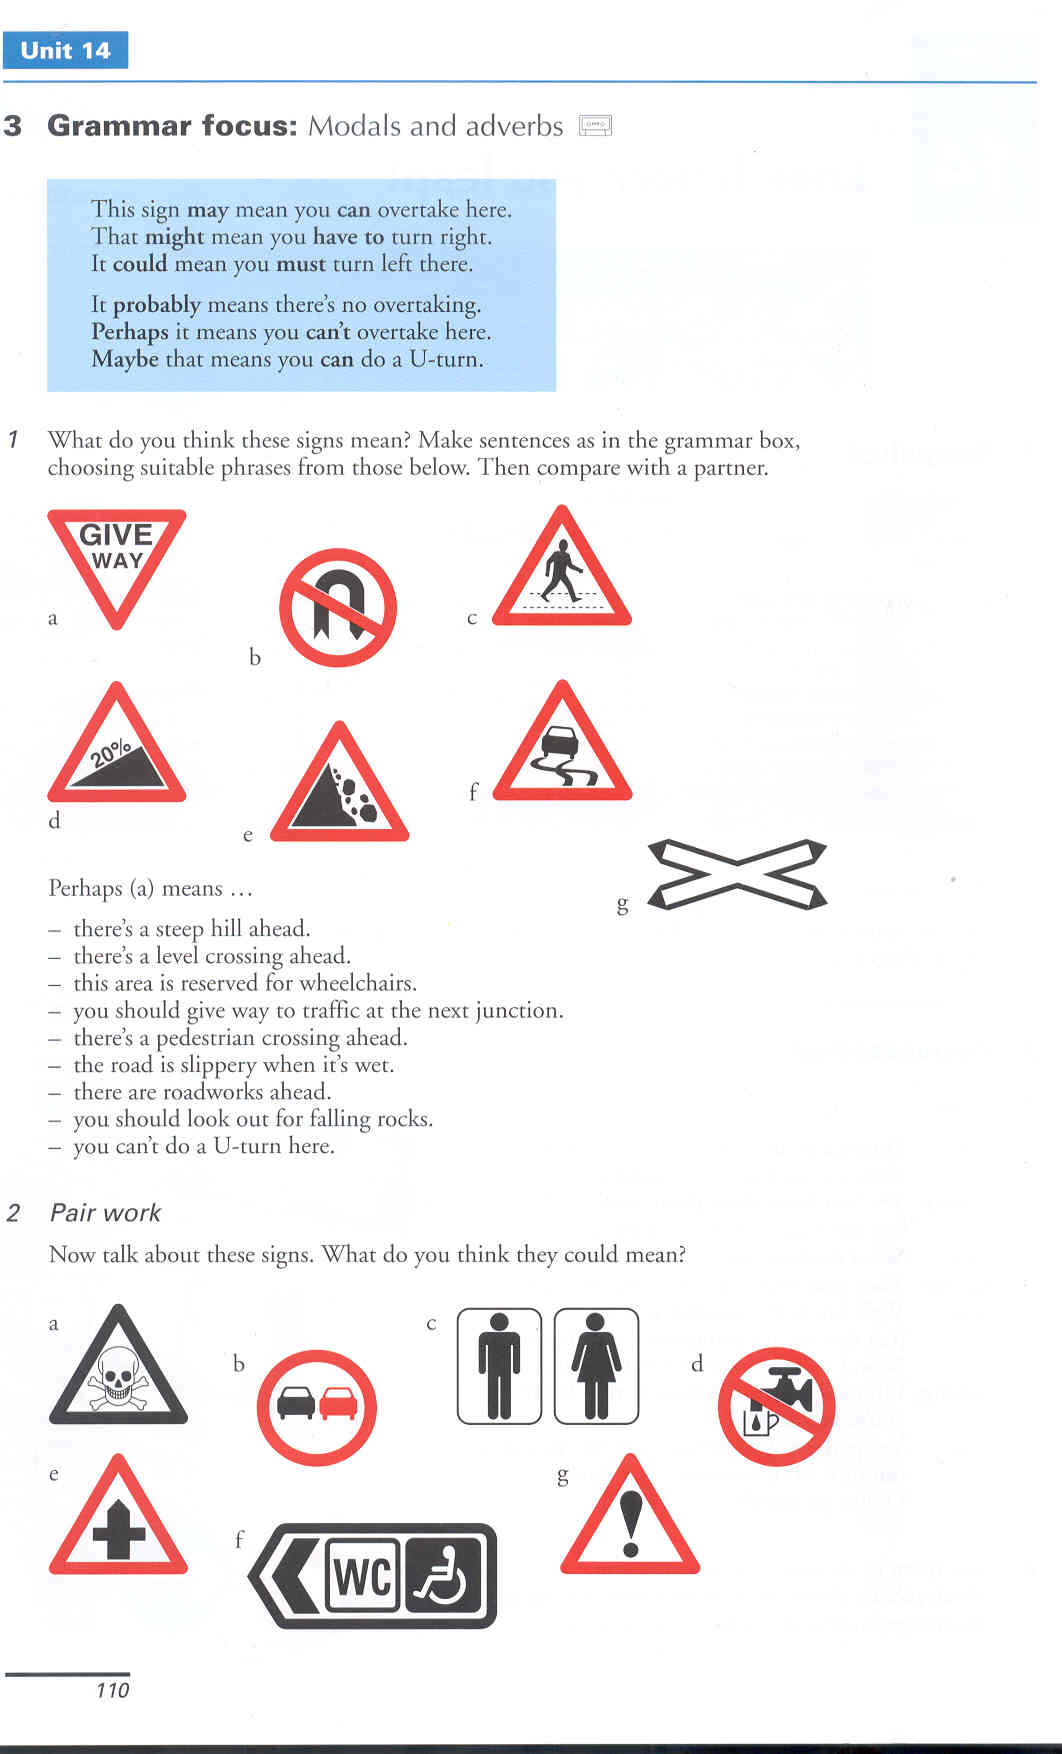 Unit 14
3 Grammar focus: Modals and adverbs
This sign may mean you can overtake here.
That might mean you have to turn right.
It could mean you must turn left there.
It probably means there's no overtaking.
Perhaps it means you can't overtake here.
Maybe that means you can do a U-turn.
1 What do you think these signs mean? Make sentences as in the grammar box,
choosing suitable phrases from those below. Then compare with a partner.
GIVE
WAY
a
b
c
20%
d
e
f
g
Perhaps (a) means ...
– there's a steep hill ahead.
– there's a level crossing ahead.
– this area is reserved for wheelchairs.
– you should give way to traffic at the next junction.
– there's a pedestrian crossing ahead.
– the road is slippery when it's wet.
– there are roadworks ahead.
– you should look out for falling rocks.
– you can't do a U-turn here.
2 Pair work
Now talk about these signs. What do you think they could mean?
a
b
c
d
e
f
WC
g
110